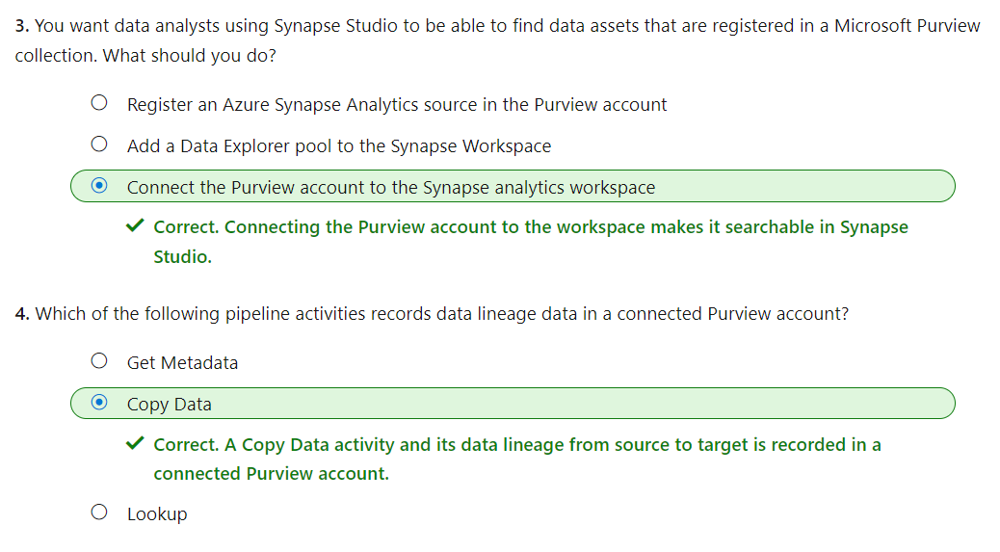 3. You want data analysts using Synapse Studio to be able to find data assets that are registered in a Microsoft Purview
collection. What should you do?
Register an Azure Synapse Analytics source in the Purview account
Add a Data Explorer pool to the Synapse Workspace
Connect the Purview account to the Synapse analytics workspace
Correct. Connecting the Purview account to the workspace makes it searchable in Synapse
Studio.
4. Which of the following pipeline activities records data lineage data in a connected Purview account?
Get Metadata
Copy Data
Correct. A Copy Data activity and its data lineage from source to target is recorded in a
connected Purview account.
Lookup